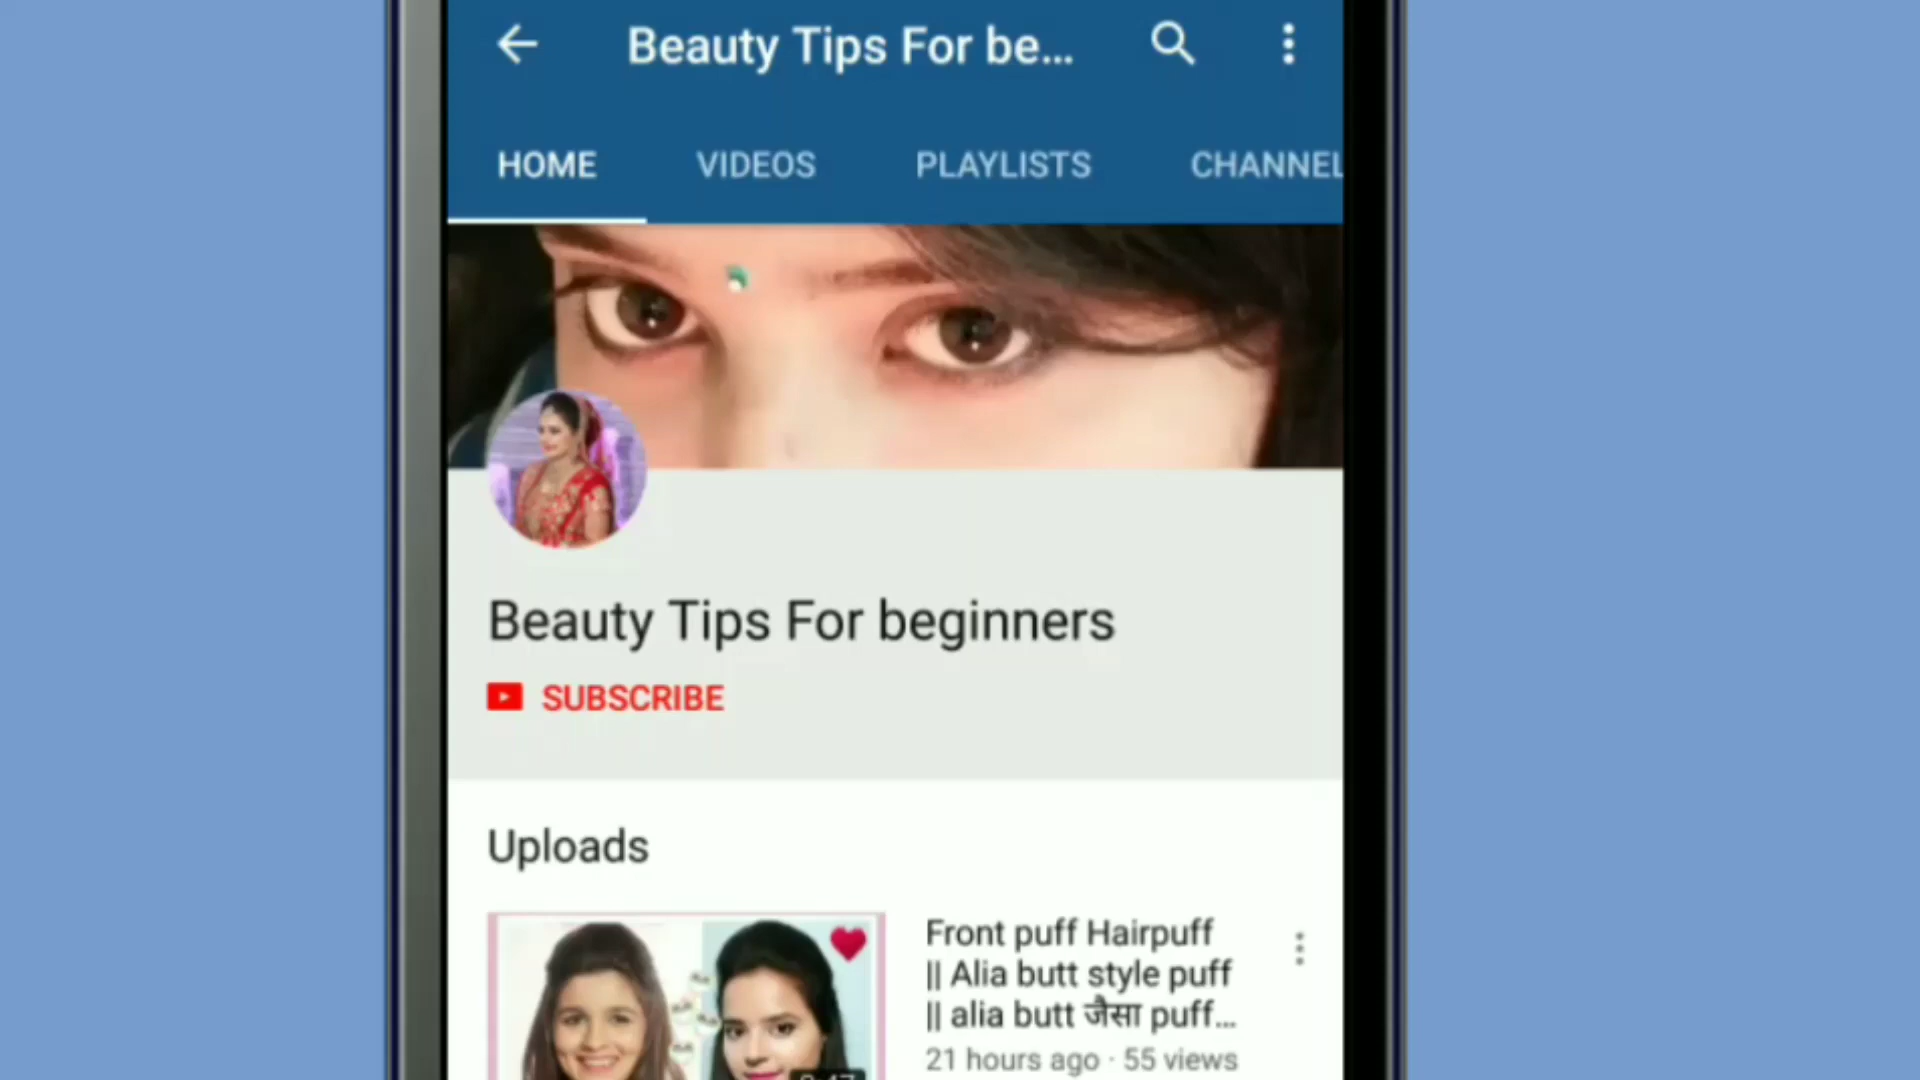 Beauty Tips For be...
HOME VIDEOS PLAYLISTS CHANNEL
Beauty Tips For beginners
SUBSCRIBE
Uploads
Front puff Hairpuff
|| Alia butt style puff
|| alia butt जैसा puff...
21 hours ago · 55 views